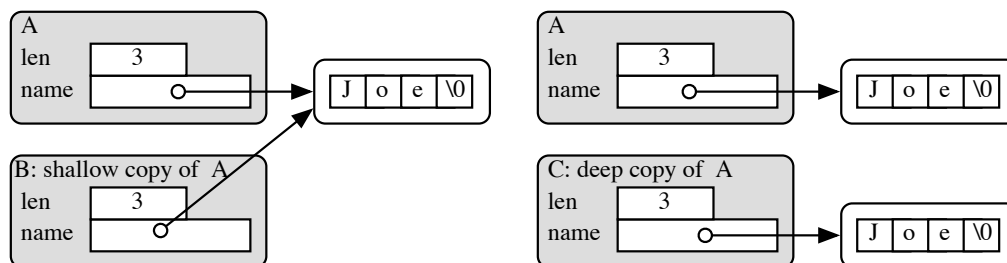 A
len 3
name
J o e \0
B: shallow copy of A
len 3
name
A
len 3
name
J o e \0
C: deep copy of A
len 3
name
J o e \0